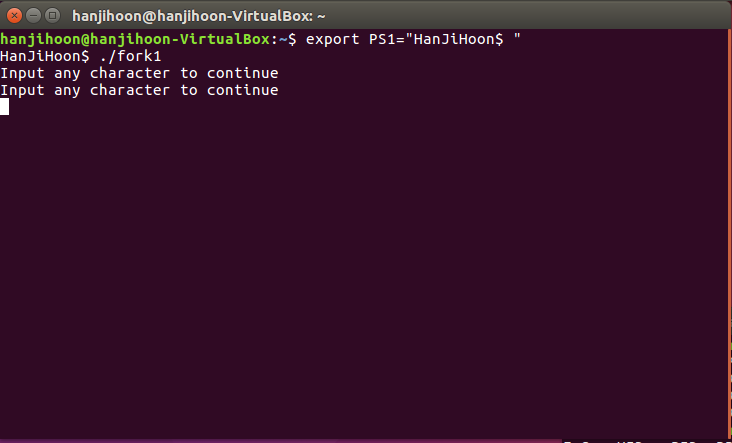 hanjihoon@hanjihoon-VirtualBox: ~
hanjihoon@hanjihoon-VirtualBox:~$ export PS1="HanJiHoon$ "
HanJiHoon$ ./fork1
Input any character to continue
Input any character to continue